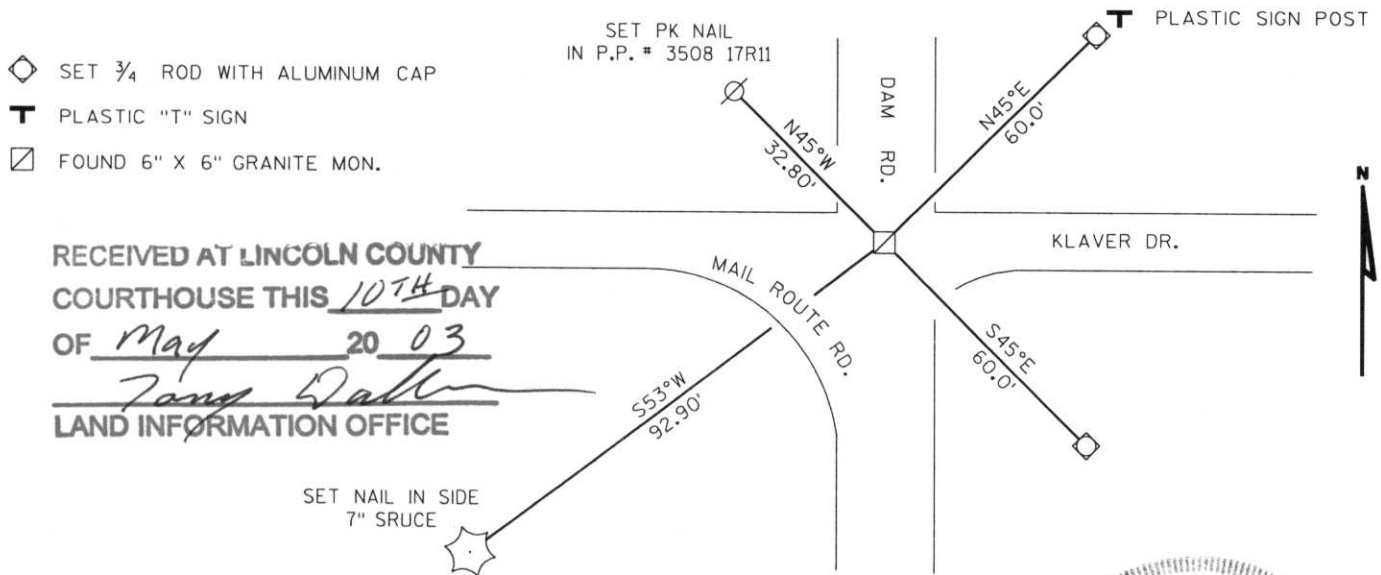 SET ¾ ROD WITH ALUMINUM CAP
PLASTIC "T" SIGN
FOUND 6" X 6" GRANITE MON.
SET PK NAIL
IN P.P. # 3508 17R11
PLASTIC SIGN POST
DAM RD.
N45°W
32.80'
N45°E
60.0'
N
KLAVER DR.
MAIL ROUTE RD.
S45°E
60.0'
S53°W
92.90'
SET NAIL IN SIDE
7" SRUCE
RECEIVED AT LINCOLN COUNTY
COURTHOUSE THIS 10TH DAY
OF May 20 03
LAND INFORMATION OFFICE